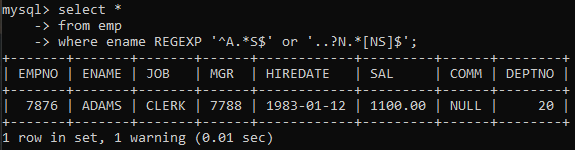 mysql> select *
    -> from emp
    -> where ename REGEXP '^A.*S$' or '..?N.*[NS]$';
+-------+-------+-------+------+------------+---------+------+--------+
| EMPNO | ENAME | JOB   | MGR  | HIREDATE   | SAL     | COMM | DEPTNO |
+-------+-------+-------+------+------------+---------+------+--------+
|  7876 | ADAMS | CLERK | 7788 | 1983-01-12 | 1100.00 | NULL |     20 |
+-------+-------+-------+------+------------+---------+------+--------+
1 row in set, 1 warning (0.01 sec)